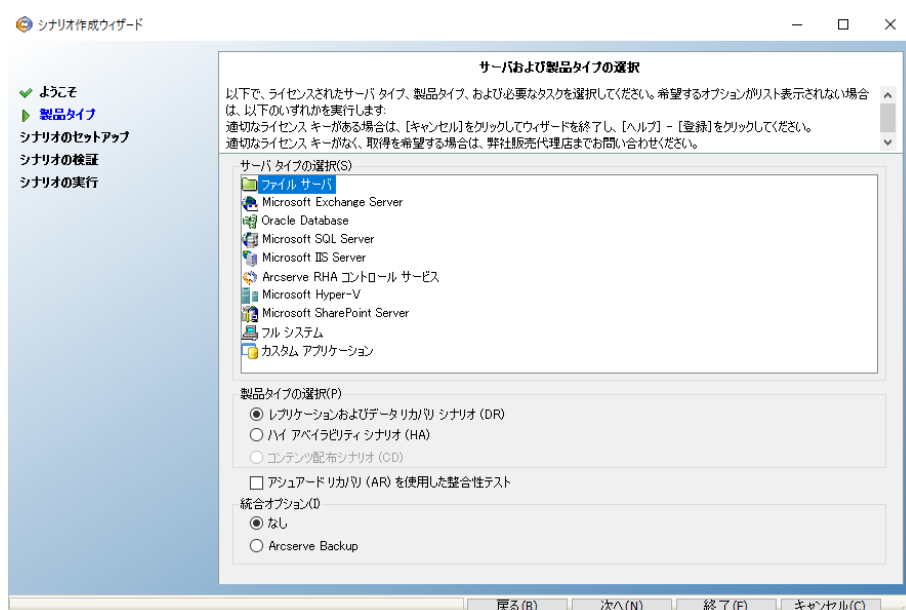 シナリオ作成ウィザード
サーバおよび製品タイプの選択
ようこそ
製品タイプ
シナリオのセットアップ
シナリオの検証
シナリオの実行
以下で、ライセンスされたサーバ タイプ、製品タイプ、および必要なタスクを選択してください。希望するオプションがリスト表示されない場合
は、以下のいずれかを実行します:
適切なライセンス キーがある場合は、[キャンセル]をクリックしてウィザードを終了し、[ヘルプ] - [登録]をクリックしてください。
適切なライセンス キーがなく、取得を希望する場合は、弊社販売代理店までお問い合わせください。
サーバ タイプの選択(S)
ファイル サーバ
Microsoft Exchange Server
Oracle Database
Microsoft SQL Server
Microsoft IIS Server
Arcserve RHA コントロール サービス
Microsoft Hyper-V
Microsoft SharePoint Server
フル システム
カスタム アプリケーション
製品タイプの選択(P)
レプリケーションおよびデータ リカバリ シナリオ (DR)
ハイ アベイラビリティ シナリオ (HA)
コンテンツ配布シナリオ (CD)
アシュアード リカバリ (AR) を使用した整合性テスト
統合オプション(I)
なし
Arcserve Backup
戻る(B) 次へ(N) 終了(F) キャンセル(C)